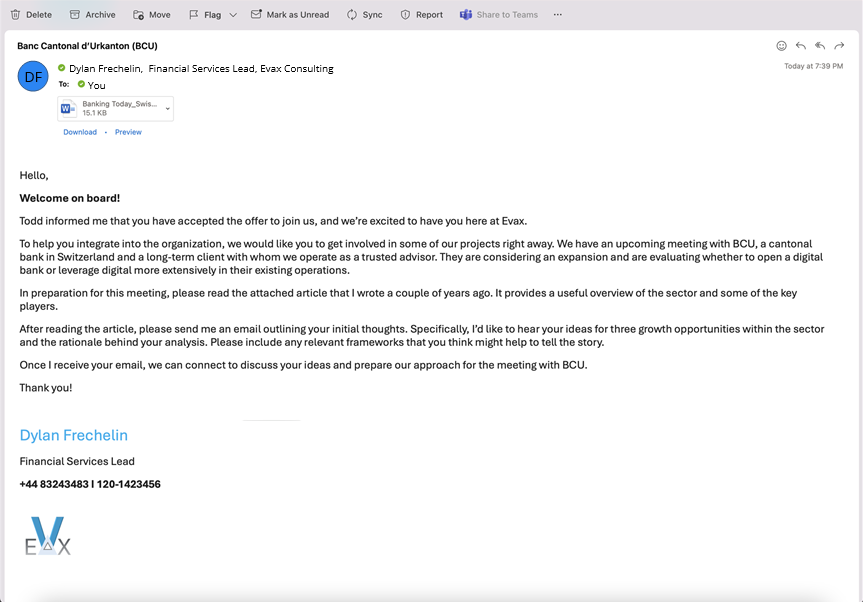 Delete Archive Move Flag Mark as Unread Sync Report Share to Teams ...
Banc Cantonal d'Urkanton (BCU)
Today at 7:39 PM
DF
Dylan Frechelin, Financial Services Lead, Evax Consulting
To: You
Banking Today_Swis...
15.1 KB
Download • Preview
Hello,
Welcome on board!
Todd informed me that you have accepted the offer to join us, and we're excited to have you here at Evax.
To help you integrate into the organization, we would like you to get involved in some of our projects right away. We have an upcoming meeting with BCU, a cantonal
bank in Switzerland and a long-term client with whom we operate as a trusted advisor. They are considering an expansion and are evaluating whether to open a digital
bank or leverage digital more extensively in their existing operations.
In preparation for this meeting, please read the attached article that I wrote a couple of years ago. It provides a useful overview of the sector and some of the key
players.
After reading the article, please send me an email outlining your initial thoughts. Specifically, I'd like to hear your ideas for three growth opportunities within the sector
and the rationale behind your analysis. Please include any relevant frameworks that you think might help to tell the story.
Once I receive your email, we can connect to discuss your ideas and prepare our approach for the meeting with BCU.
Thank you!
Dylan Frechelin
Financial Services Lead
+44 83243483 I 120-1423456
EVAX